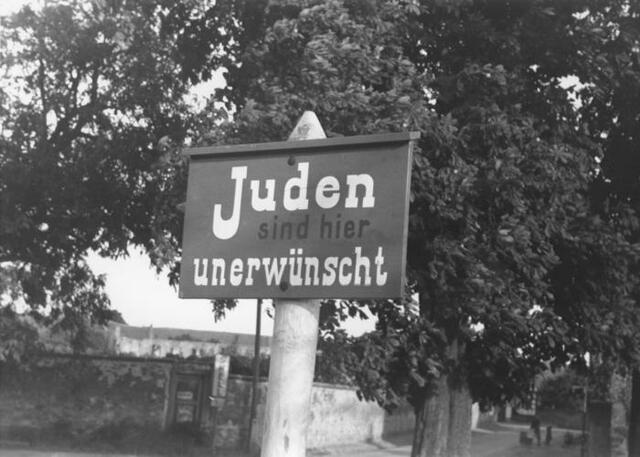 Juden
sind hier
unerwünscht